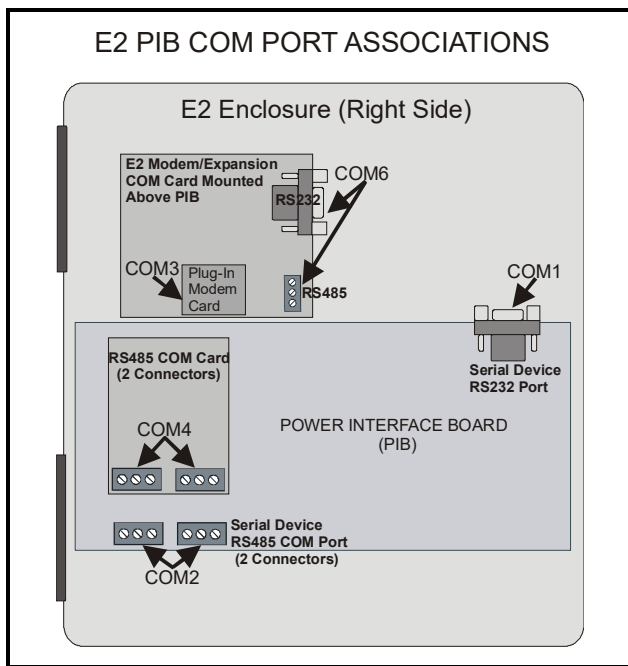 E2 PIB COM PORT ASSOCIATIONS
E2 Enclosure (Right Side)
E2 Modem/Expansion
COM Card Mounted
Above PIB
COM6
RS232
COM3
Plug-In
Modem
Card
RS485
COM1
Serial Device
RS232 Port
RS485 COM Card
(2 Connectors)
COM4
POWER INTERFACE BOARD
(PIB)
Serial Device
RS485 COM Port
(2 Connectors)
COM2